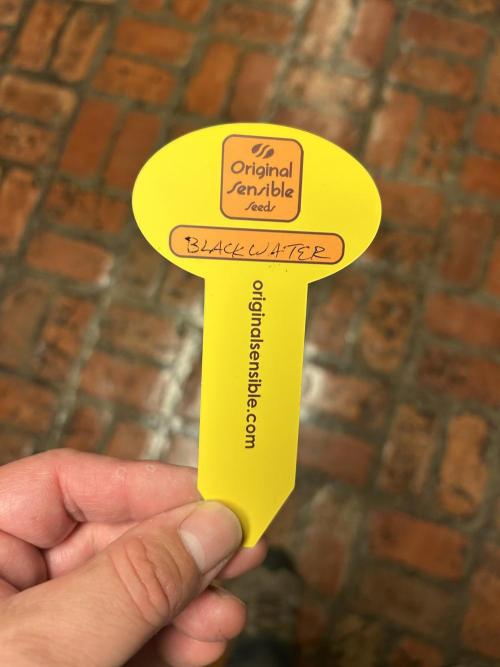 Original
Sensible
Seeds
BLACKWATER
originalsensible.com